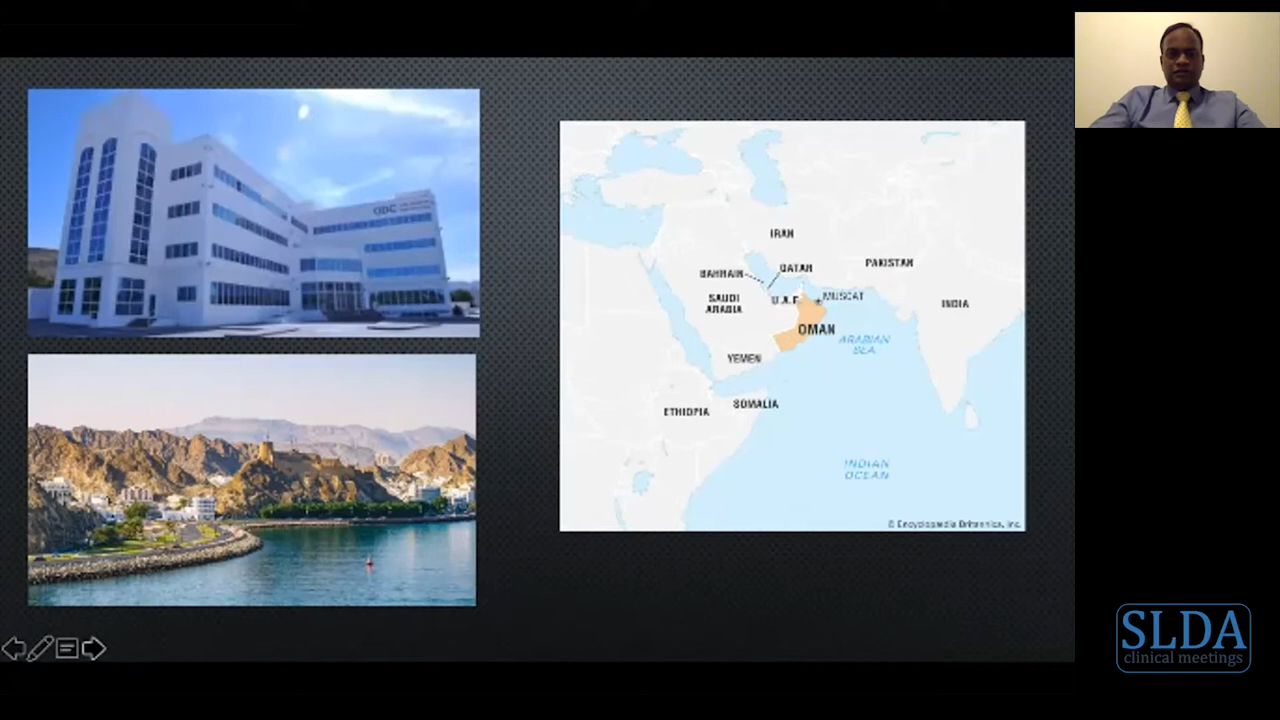 ODC
IRAN
BAHRAIN
QATAR
PAKISTAN
SAUDI
ARABIA
U.A.E
MUSCAT
INDIA
OMAN
ARABIAN
SEA
YEMEN
ETHIOPIA
SOMALIA
INDIAN
OCEAN
© Encyclopædia Britannica, Inc.
SLDA
clinical meetings